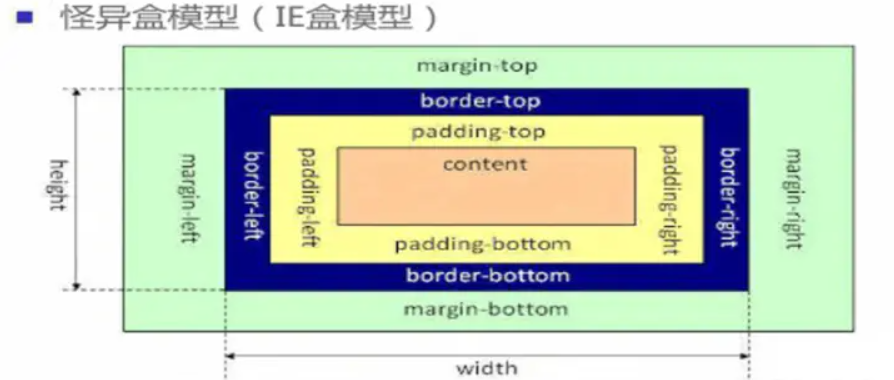 怪异盒模型（IE盒模型）
margin-top
border-top
padding-top
content
height
margin-left
border-left
padding-left
padding-right
border-right
margin-right
padding-bottom
border-bottom
margin-bottom
width